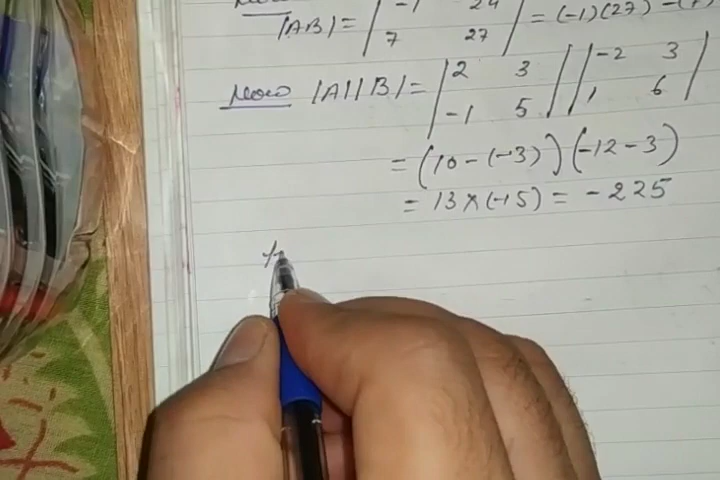 |AB| = | -1 24 | = (-1)(27) - (7)
7 27
Now |A||B| = | 2 3 | | -2 3 |
-1 5 1 6
= (10 - (-3)) (-12 - 3)
= 13 × (-15) = - 225